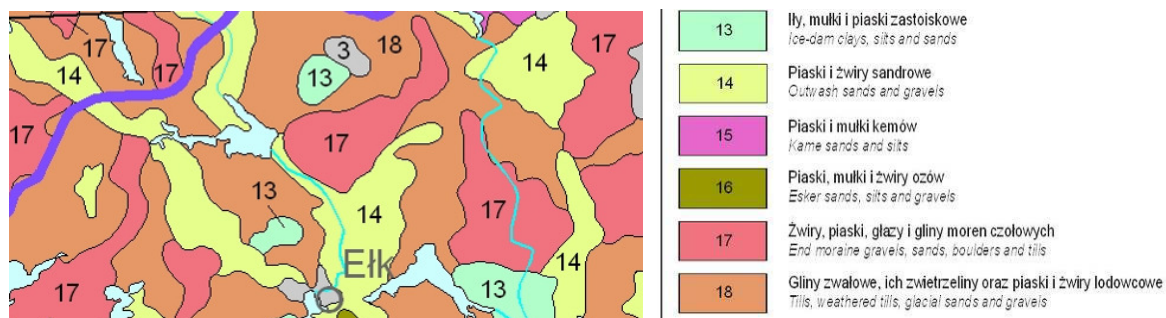 17
17
14
3
18
13
14
17
17
17
13
14
17
Ełk
14
17
13
13
Iły, mułki i piaski zastoiskowe
Ice-dam clays, silts and sands
14
Piaski i żwiry sandrowe
Outwash sands and gravels
15
Piaski i mułki kemów
Kame sands and silts
16
Piaski, mułki i żwiry ozów
Esker sands, silts and gravels
17
Żwiry, piaski, głazy i gliny moren czołowych
End moraine gravels, sands, boulders and tills
18
Gliny zwałowe, ich zwietrzeliny oraz piaski i żwiry lodowcowe
Tills, weathered tills, glacial sands and gravels